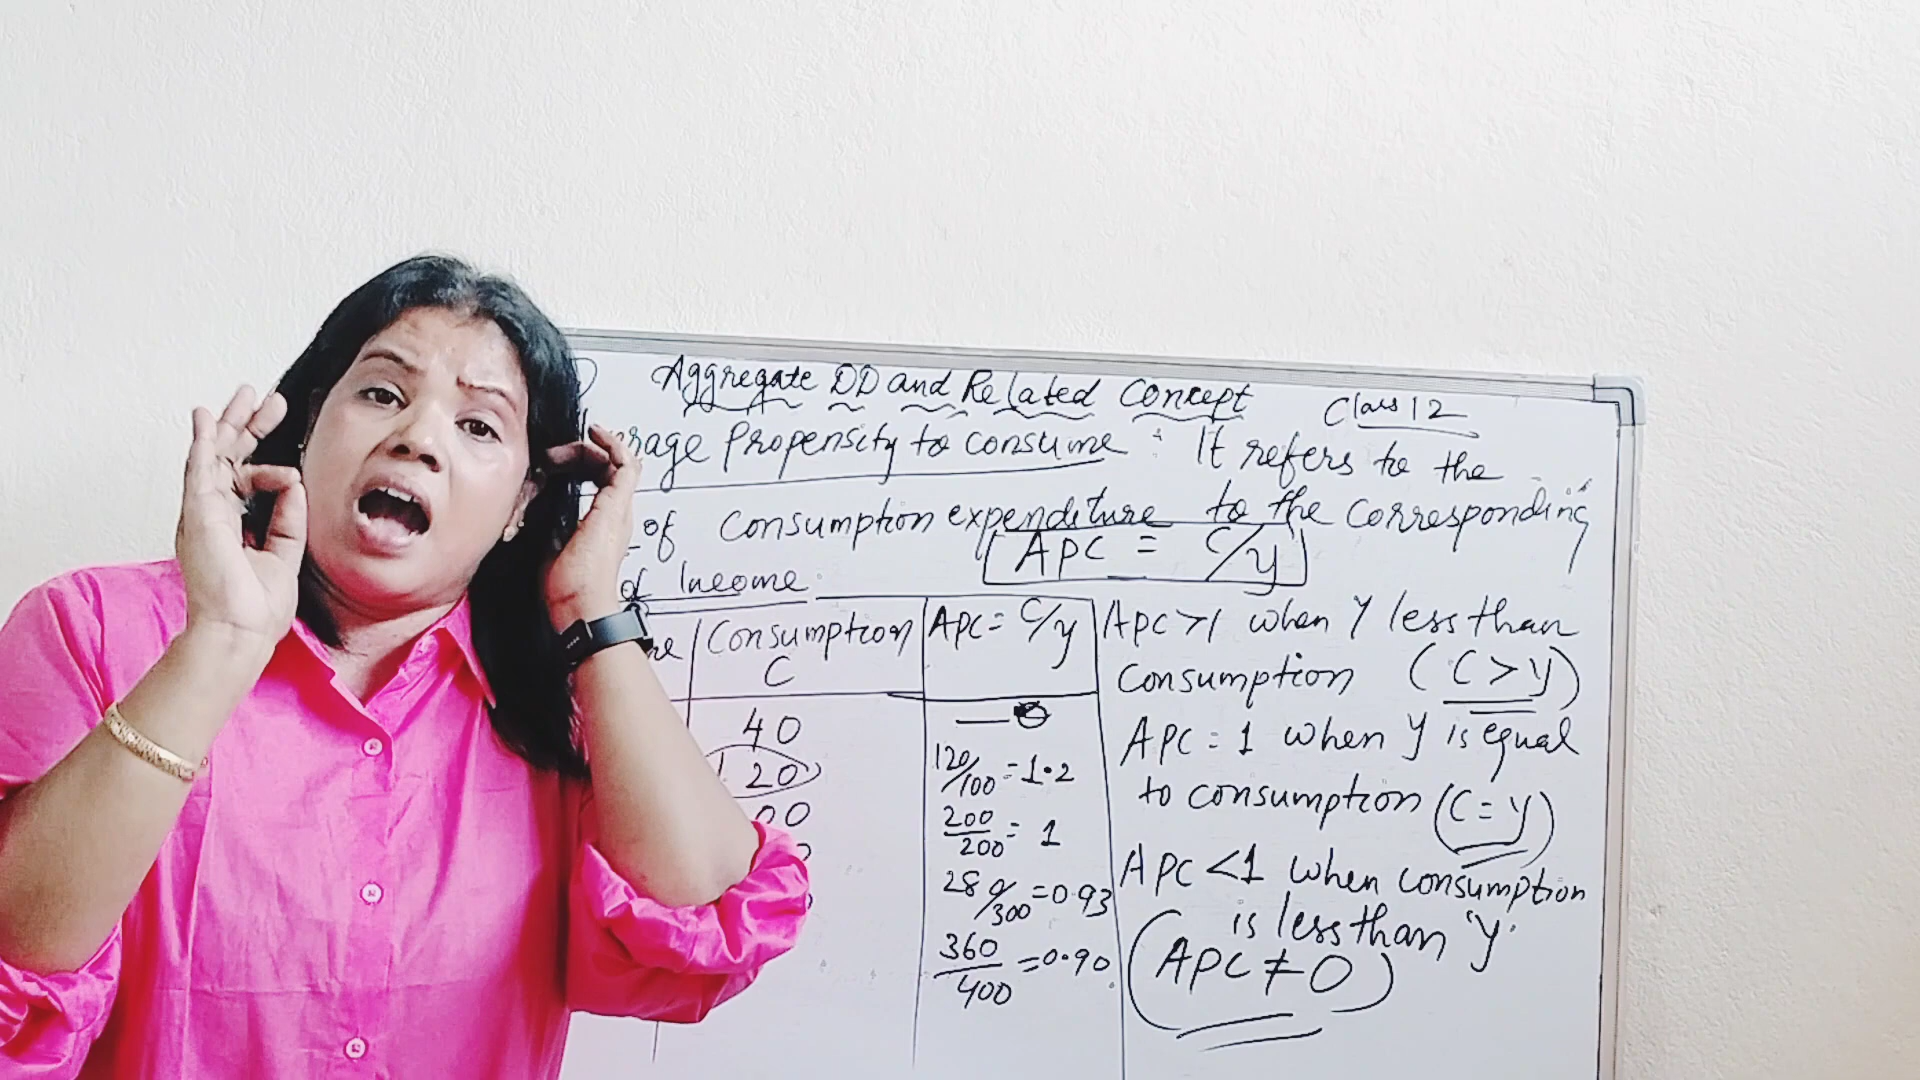 Aggregate DD and Related Concept Class 12
Propensity to consume : It refers to the
of consumption expenditure to the corresponding
APC = C/y
of Income.
Consumption APC = C/y
C
40 —
120 120/100 = 1.2
200/200 = 1
280/300 = 0.93
360/400 = 0.90
APC >1 when Y less than
consumption (C > Y)
APC = 1 when Y is equal
to consumption (C = Y)
APC <1 when consumption
is less than 'Y'.
APC ≠ 0